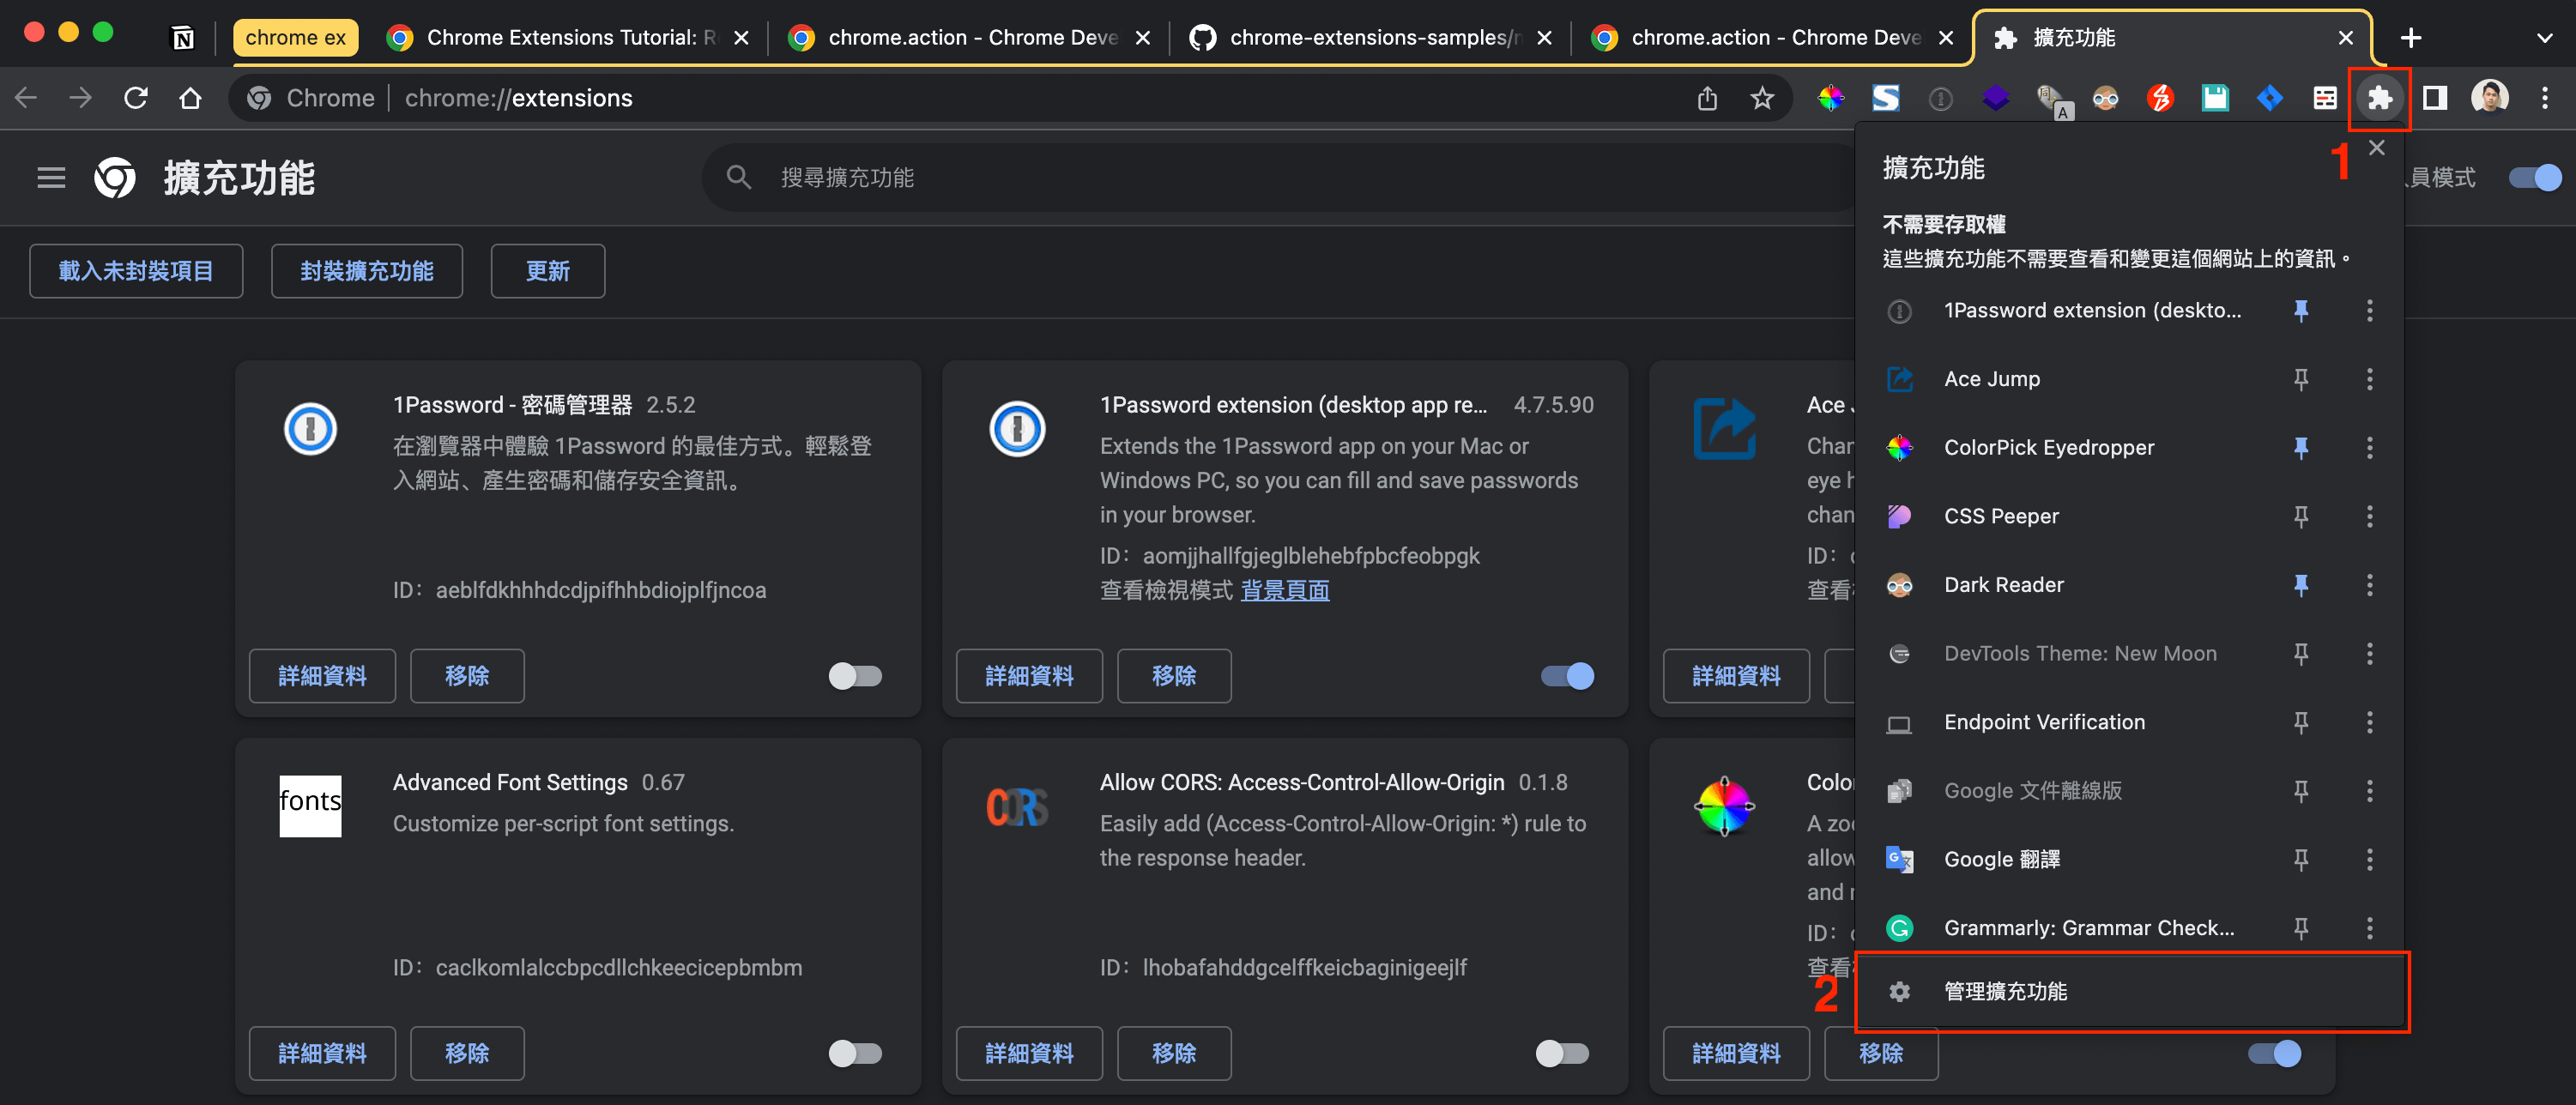 chrome ex
Chrome Extensions Tutorial: R
chrome.action - Chrome Deve
chrome-extensions-samples/
chrome.action - Chrome Deve
擴充功能
Chrome
chrome://extensions
A
擴充功能
搜尋擴充功能
員模式
載入未封裝項目
封裝擴充功能
更新
1Password - 密碼管理器 2.5.2
在瀏覽器中體驗 1Password 的最佳方式。輕鬆登
入網站、產生密碼和儲存安全資訊。
ID： aeblfdkhhhdcdjpifhhbdiojplfjncoa
詳細資料
移除
1Password extension (desktop app re... 4.7.5.90
Extends the 1Password app on your Mac or
Windows PC, so you can fill and save passwords
in your browser.
ID： aomjjhallfgjeglblehebfpbcfeobpgk
查看檢視模式 背景頁面
詳細資料
移除
Ace
Chan
eye h
chan
ID：
查看
詳細資料
fonts
Advanced Font Settings 0.67
Customize per-script font settings.
ID： caclkomlalccbpcdllchkeecicepbmbm
詳細資料
移除
CORS
Allow CORS: Access-Control-Allow-Origin 0.1.8
Easily add (Access-Control-Allow-Origin: *) rule to
the response header.
ID： lhobafahddgcelffkeicbaginigeejlf
詳細資料
移除
Color
A zoo
allow
and r
ID：
查看
詳細資料
移除
1
擴充功能
不需要存取權
這些擴充功能不需要查看和變更這個網站上的資訊。
1Password extension (deskto...
Ace Jump
ColorPick Eyedropper
CSS Peeper
Dark Reader
DevTools Theme: New Moon
Endpoint Verification
Google 文件離線版
Google 翻譯
Grammarly: Grammar Check...
2
管理擴充功能